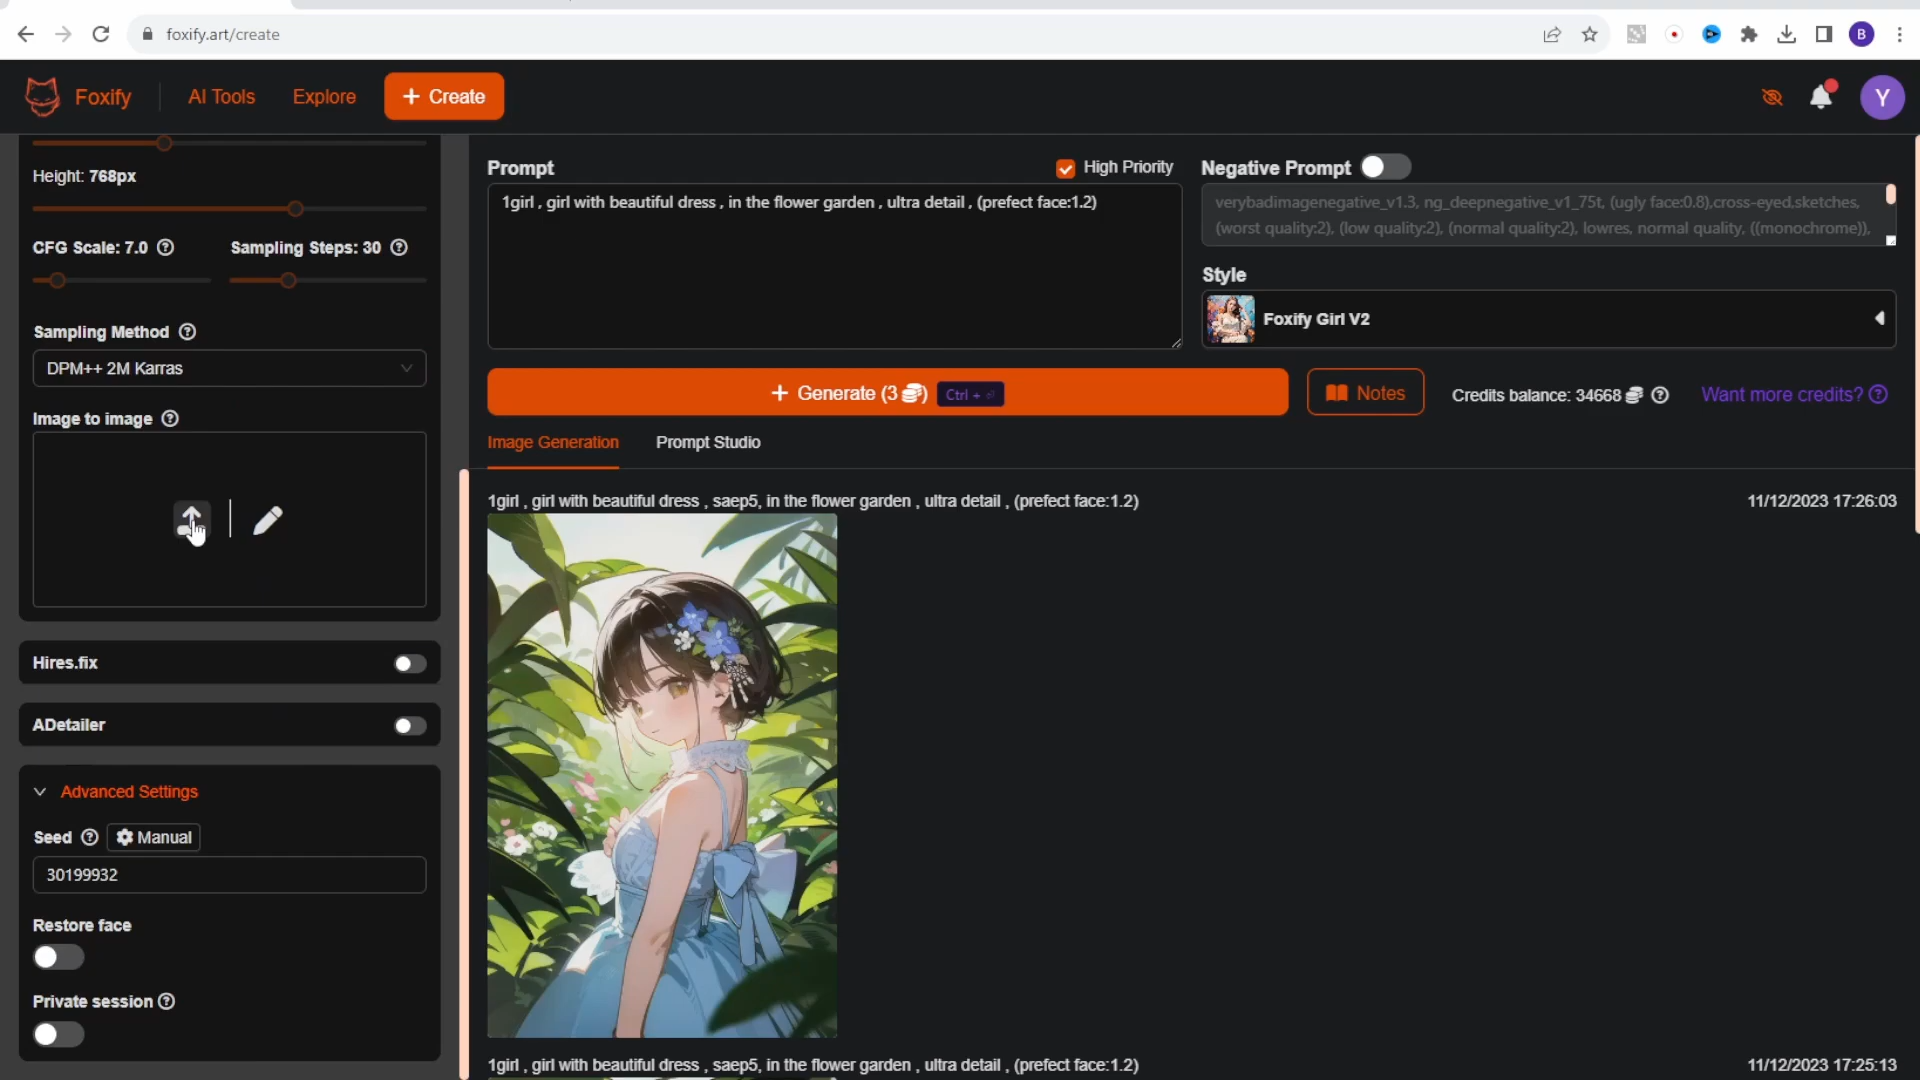 foxify.art/create
B
Foxify
AI Tools
Explore
+ Create
Y
Height: 768px
CFG Scale: 7.0
Sampling Steps: 30
Sampling Method
DPM++ 2M Karras
Image to image
Hires.fix
ADetailer
Advanced Settings
Seed
Manual
30199932
Restore face
Private session
Prompt
High Priority
1girl , girl with beautiful dress , in the flower garden , ultra detail , (prefect face:1.2)
Negative Prompt
verybadimagenegative_v1.3, ng_deepnegative_v1_75t, (ugly face:0.8),cross-eyed,sketches,
(worst quality:2), (low quality:2), (normal quality:2), lowres, normal quality, ((monochrome)),
Style
Foxify Girl V2
+ Generate (3 ) Ctrl + ⏎
Notes
Credits balance: 34668
Want more credits?
Image Generation
Prompt Studio
1girl , girl with beautiful dress , saep5, in the flower garden , ultra detail , (prefect face:1.2)
11/12/2023 17:26:03
1girl , girl with beautiful dress , saep5, in the flower garden , ultra detail , (prefect face:1.2)
11/12/2023 17:25:13